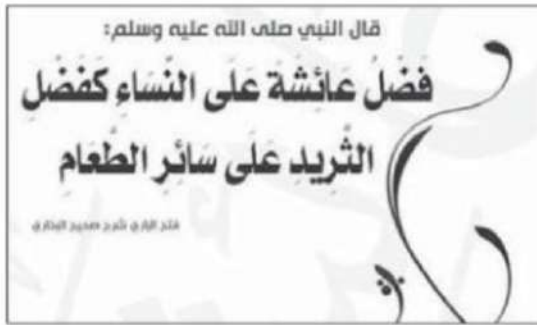 قال النبي صلى الله عليه وسلم:
فَضْلُ عَائِشَةَ عَلَى النِّسَاءِ كَفَضْلِ
الثَّرِيدِ عَلَى سَائِرِ الطَّعَامِ
فتح الباري شرح صحيح البخاري